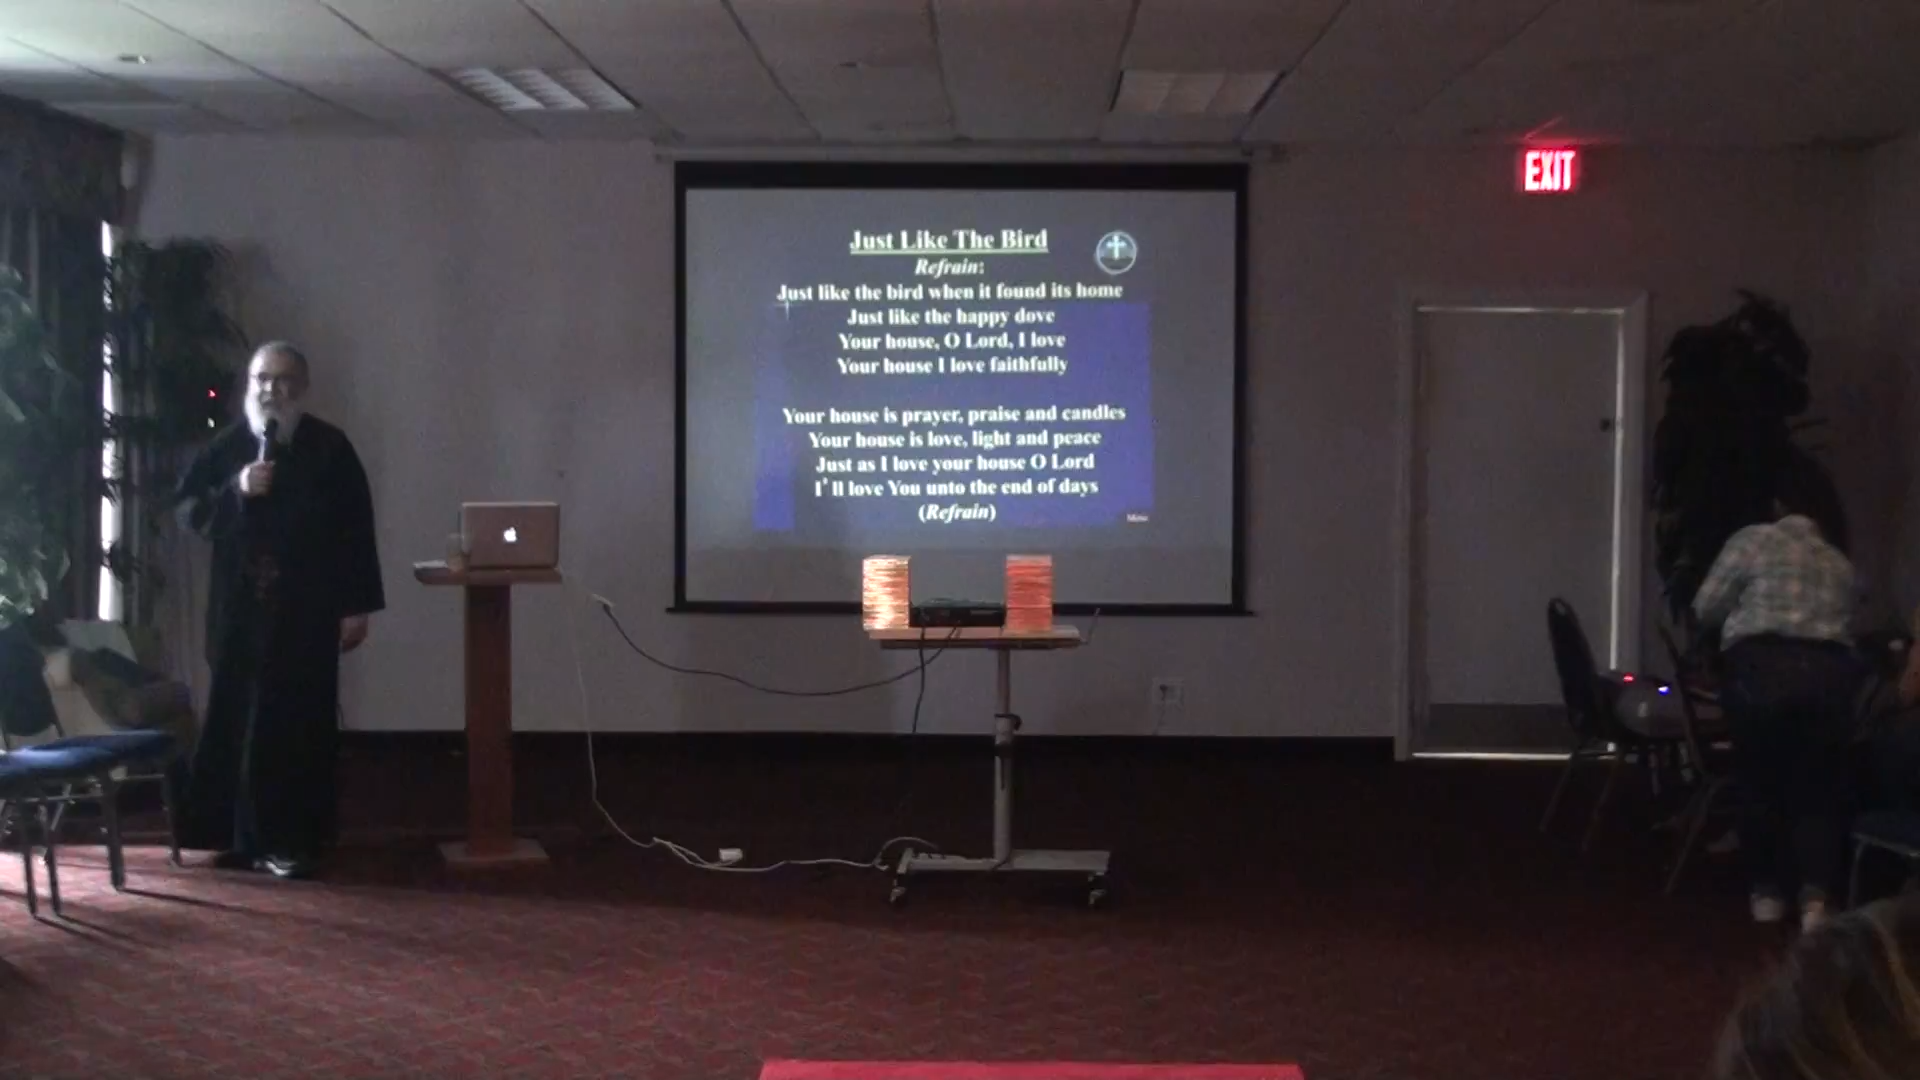 Just Like The Bird
Refrain:
Just like the bird when it found its home
Just like the happy dove
Your house, O Lord, I love
Your house I love faithfully
Your house is prayer, praise and candles
Your house is love, light and peace
Just as I love your house O Lord
I'll love You unto the end of days
(Refrain)
Menu
EXIT